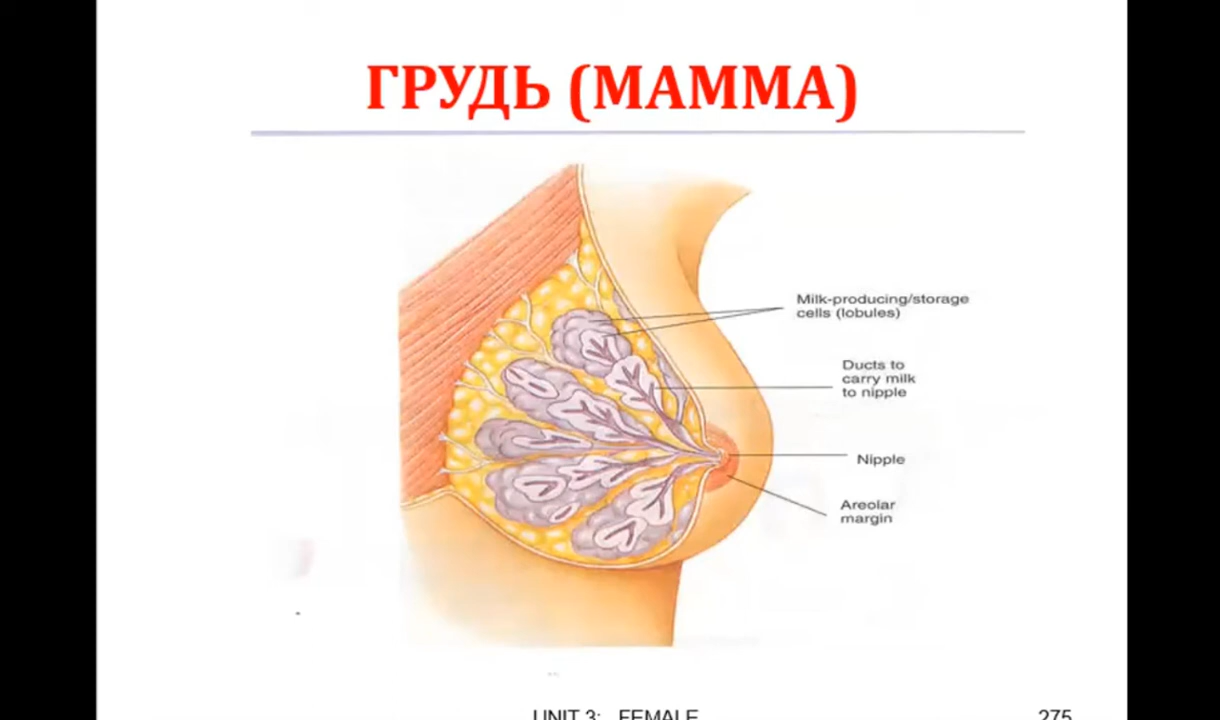 ГРУДЬ (МАММА)
Milk-producing/storage
cells (lobules)
Ducts to
carry milk
to nipple
Nipple
Areolar
margin
UNIT 3: FEMALE
275